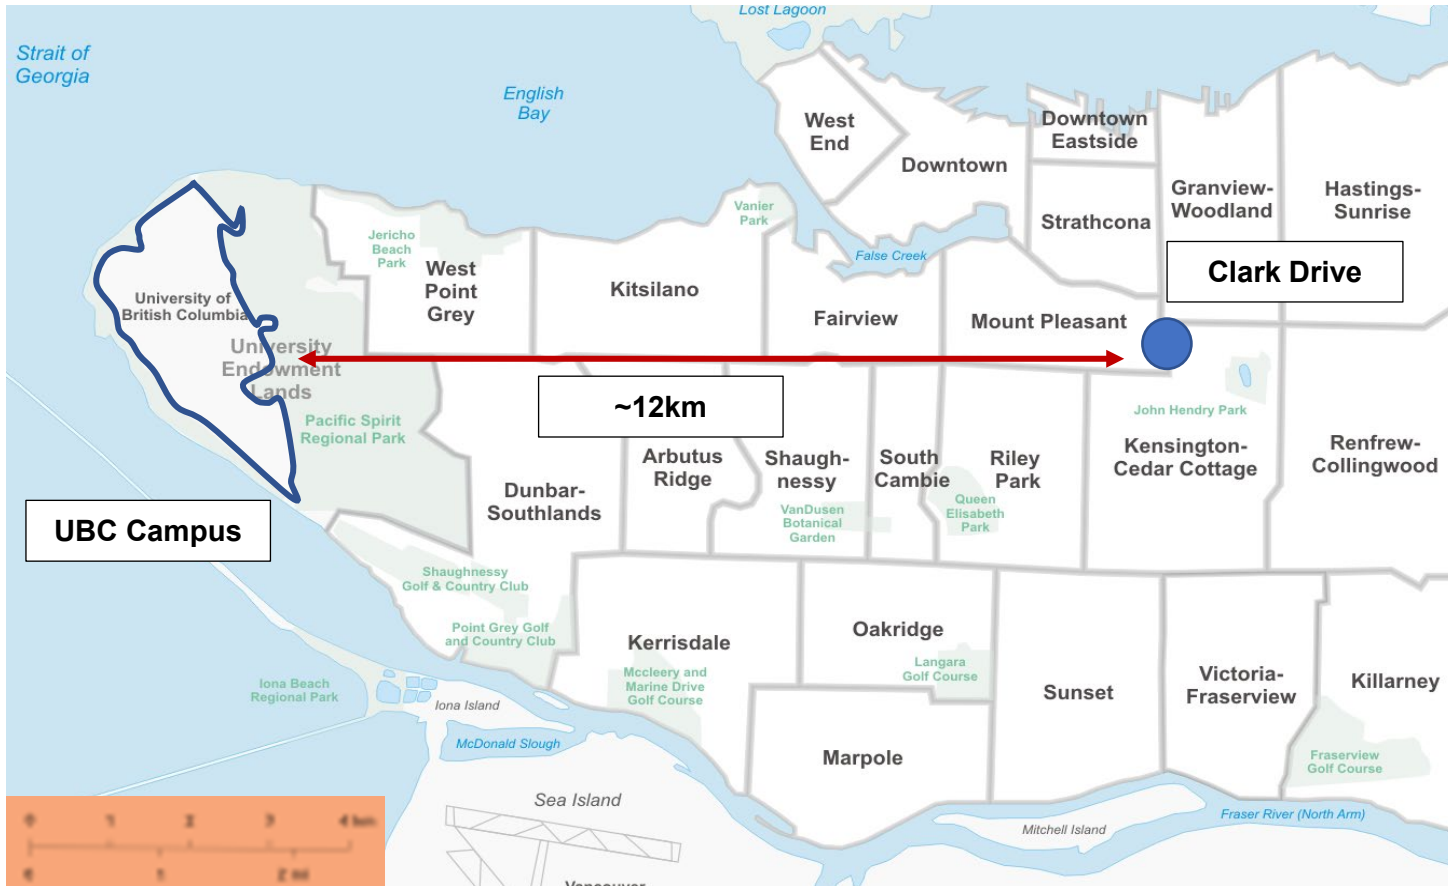 Lost Lagoon
Strait of
Georgia
English
Bay
West
End
Downtown
Downtown
Eastside
Strathcona
Granview-
Woodland
Hastings-
Sunrise
Vanier
Park
False Creek
Jericho
Beach
Park
West
Point
Grey
Kitsilano
Fairview
Mount Pleasant
Clark Drive
University of
British Columbia
University
Endowment
Lands
Pacific Spirit
Regional Park
~12km
John Hendry Park
UBC Campus
Dunbar-
Southlands
Arbutus
Ridge
Shaugh-
nessy
VanDusen
Botanical
Garden
South
Cambie
Queen
Elisabeth
Park
Riley
Park
Kensington-
Cedar Cottage
Renfrew-
Collingwood
Shaughnessy
Golf & Country Club
Point Grey Golf
and Country Club
Kerrisdale
Mccleery and
Marine Drive
Golf Course
Oakridge
Langara
Golf Course
Sunset
Victoria-
Fraserview
Killarney
Fraserview
Golf Course
Marpole
Iona Beach
Regional Park
Iona Island
McDonald Slough
Sea Island
Mitchell Island
Fraser River (North Arm)
Vancouver
0 1 2 3 4 km
0 1 2 mi